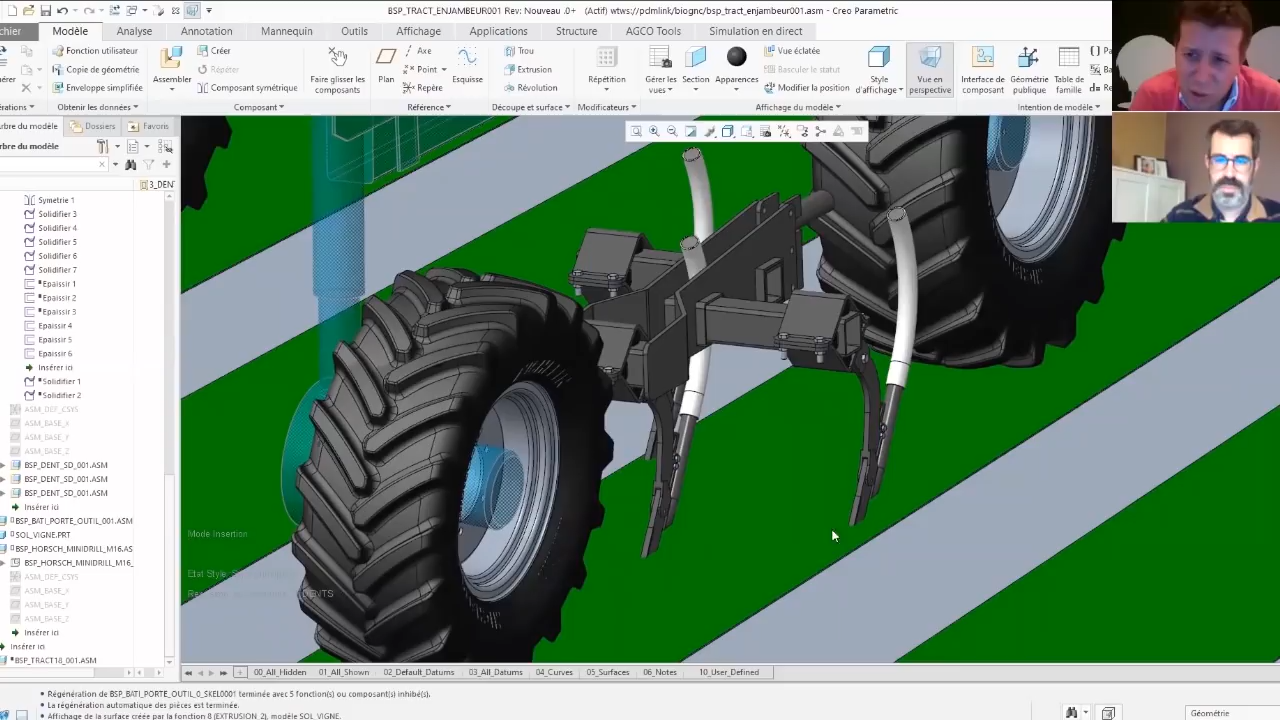 BSP_TRACT_ENJAMBEUR001 Rev: Nouveau .0+ (Actif) wtws://pdmlink/biognc/bsp_tract_enjambeur001.asm - Creo Parametric
chier Modèle Analyse Annotation Mannequin Outils Affichage Applications Structure AGCO Tools Simulation en direct
Fonction utilisateur
Copie de géométrie
Enveloppe simplifiée
Assembler
Créer
Répéter
Composant symétrique
Faire glisser les composants
Plan
Axe
Point
Repère
Esquisse
Trou
Extrusion
Révolution
Répétition
Gérer les vues
Section
Apparences
Vue éclatée
Basculer le statut
Modifier la position
Style d'affichage
Vue en perspective
Interface de composant
Géométrie publique
Table de famille
érations Obtenir les données Composant Référence Découpe et surface Modificateurs Affichage du modèle Intention de modèle
rbre du modèle Dossiers Favoris
rbre du modèle
3_DENT
Symetrie 1
Solidifier 3
Solidifier 4
Solidifier 5
Solidifier 6
Solidifier 7
Epaissir 1
Epaissir 2
Epaissir 3
Epaissir 4
Epaissir 5
Epaissir 6
Insérer ici
Solidifier 1
Solidifier 2
ASM_DEF_CSYS
ASM_BASE_X
ASM_BASE_Y
ASM_BASE_Z
BSP_DENT_SD_001.ASM
BSP_DENT_SD_001.ASM
BSP_DENT_SD_001.ASM
Insérer ici
BSP_BATI_PORTE_OUTIL_001.ASM
SOL_VIGNE.PRT
BSP_HORSCH_MINIDRILL_M16.AS
BSP_HORSCH_MINIDRILL_M16_
ASM_DEF_CSYS
ASM_BASE_X
ASM_BASE_Y
ASM_BASE_Z
Insérer ici
Insérer ici
BSP_TRACT18_001.ASM
Mode Insertion
00_All_Hidden 01_All_Shown 02_Default_Datums 03_All_Datums 04_Curves 05_Surfaces 06_Notes 10_User_Defined
• Régénération de BSP_BATI_PORTE_OUTIL_0_SKEL0001 terminée avec 5 fonction(s) ou composant(s) inhibé(s).
• La régénération automatique des pièces est terminée.
• Affichage de la surface créée par la fonction 8 (EXTRUSION_2), modèle SOL_VIGNE.
Géométrie